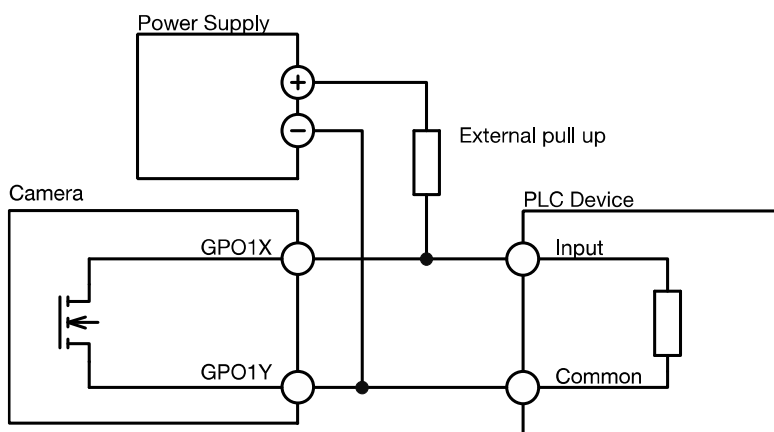 Power Supply
+
−
External pull up
Camera
PLC Device
GPO1X
Input
GPO1Y
Common